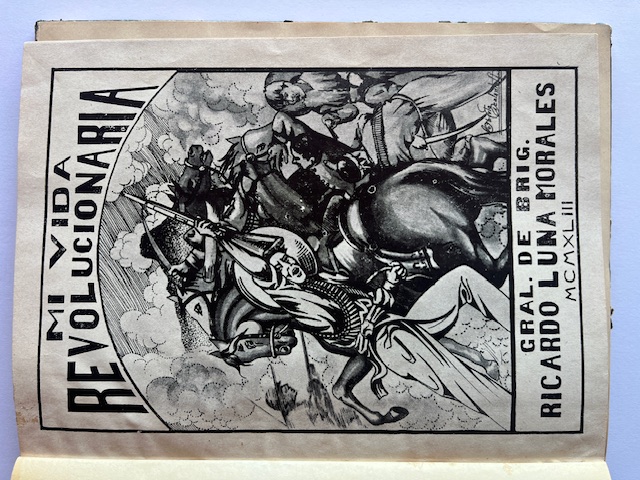 MI VIDA
REVOLUCIONARIA
GRAL. DE BRIG.
RICARDO LUNA MORALES
MCMXLIII